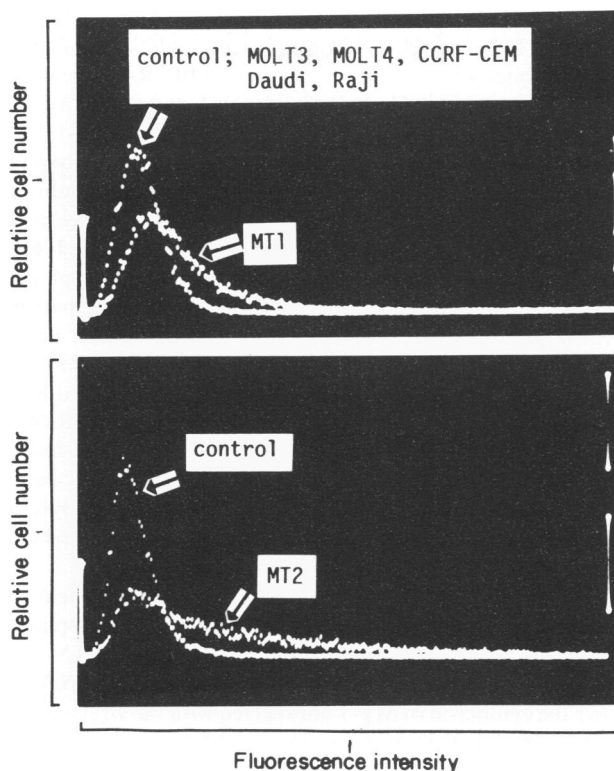 control; MOLT3, MOLT4, CCRF-CEM
Daudi, Raji
Relative cell number
MT1
control
Relative cell number
MT2
Fluorescence intensity